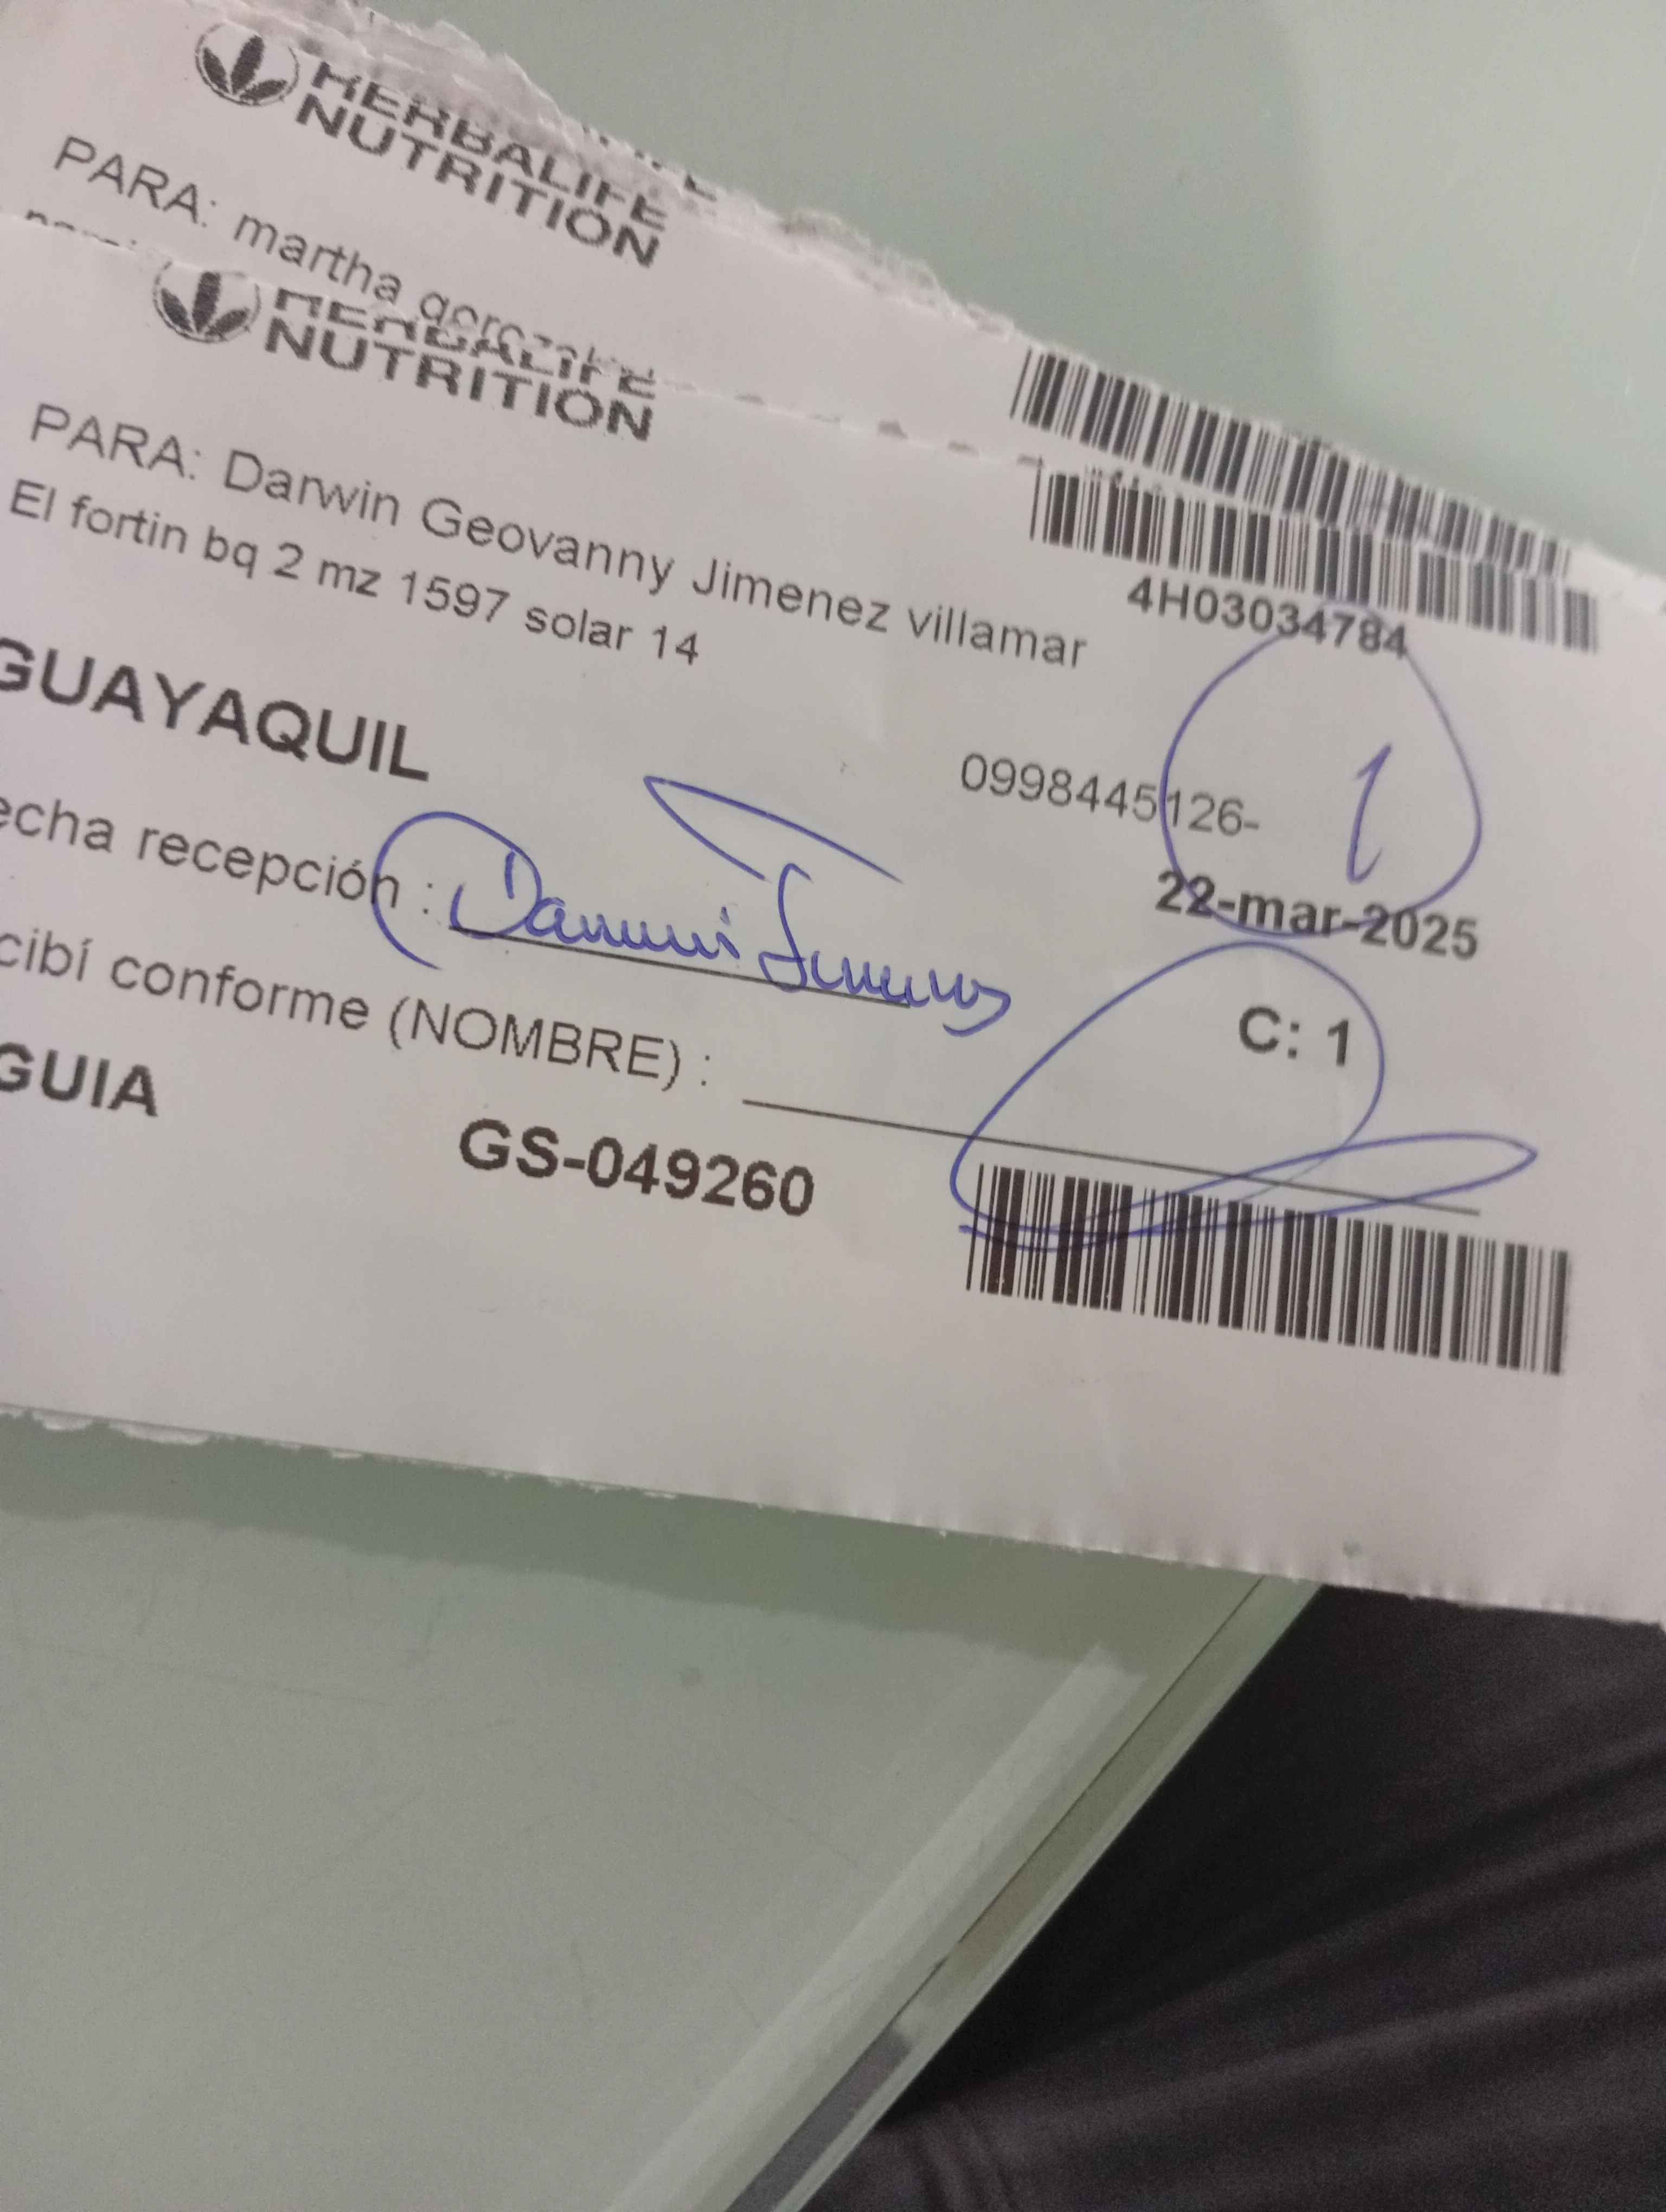 HERBALIFE
NUTRITION
PARA: martha
HERBALIFE
NUTRITION
PARA: Darwin Geovanny Jimenez villamar
El fortin bq 2 mz 1597 solar 14
4H03034784
GUAYAQUIL
0998445126-
1
22-mar-2025
echa recepción :
cibí conforme (NOMBRE) :
C: 1
GUIA
GS-049260